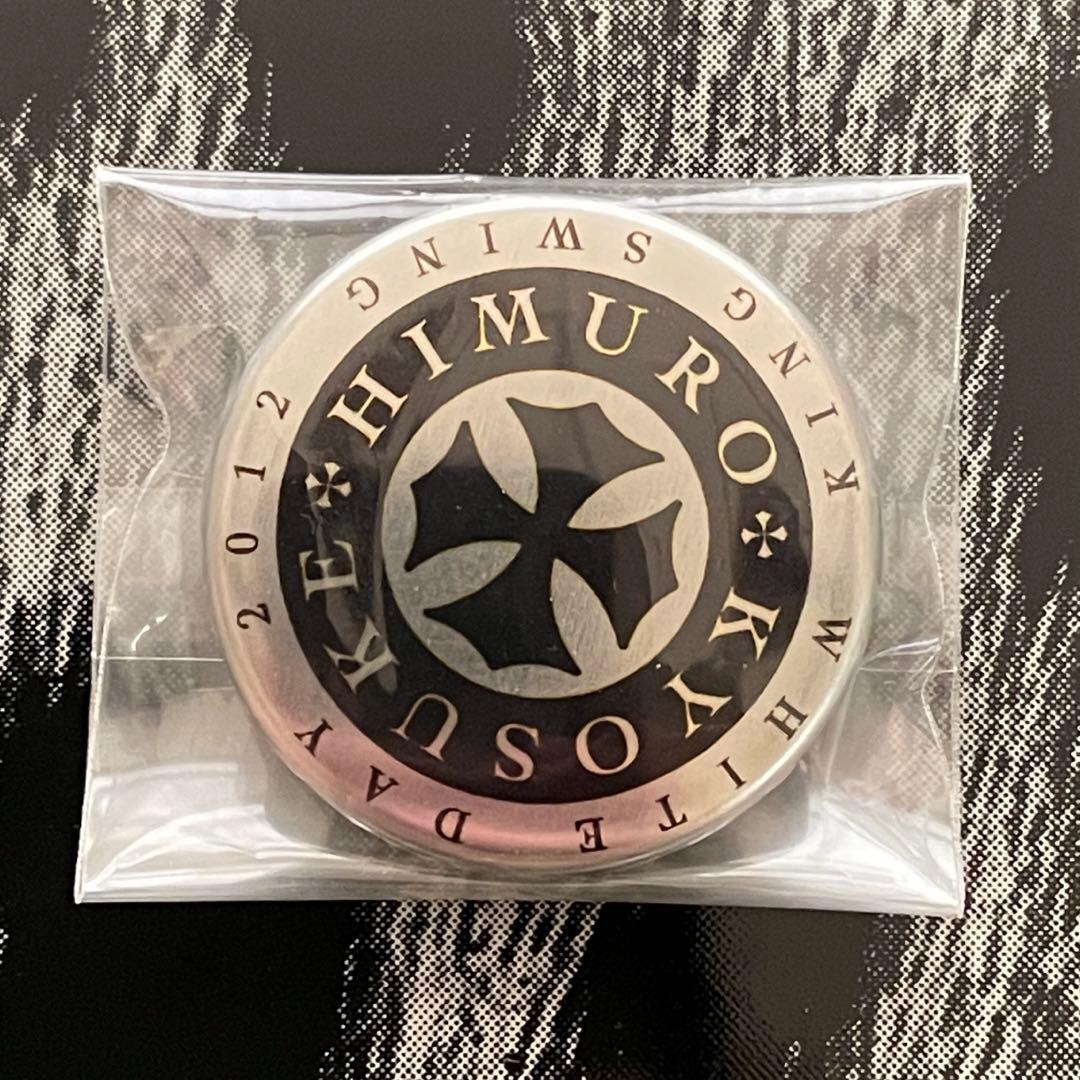 KING SWING
WHITE DAY 2012
HIMURO
KYOSUKE